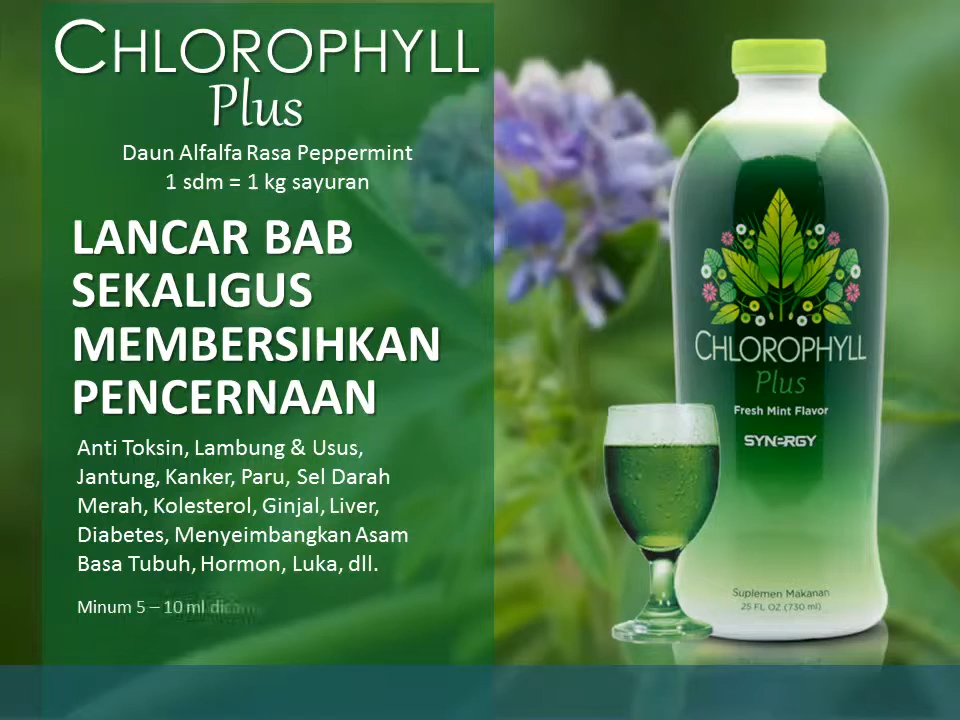 CHLOROPHYLL
Plus
Daun Alfalfa Rasa Peppermint
1 sdm = 1 kg sayuran
LANCAR BAB
SEKALIGUS
MEMBERSIHKAN
PENCERNAAN
Anti Toksin, Lambung & Usus,
Jantung, Kanker, Paru, Sel Darah
Merah, Kolesterol, Ginjal, Liver,
Diabetes, Menyeimbangkan Asam
Basa Tubuh, Hormon, Luka, dll.
Minum 5 – 10 ml
CHLOROPHYLL
Plus
Fresh Mint Flavor
SYNERGY
Suplemen Makanan
25 FL OZ (730 ml)